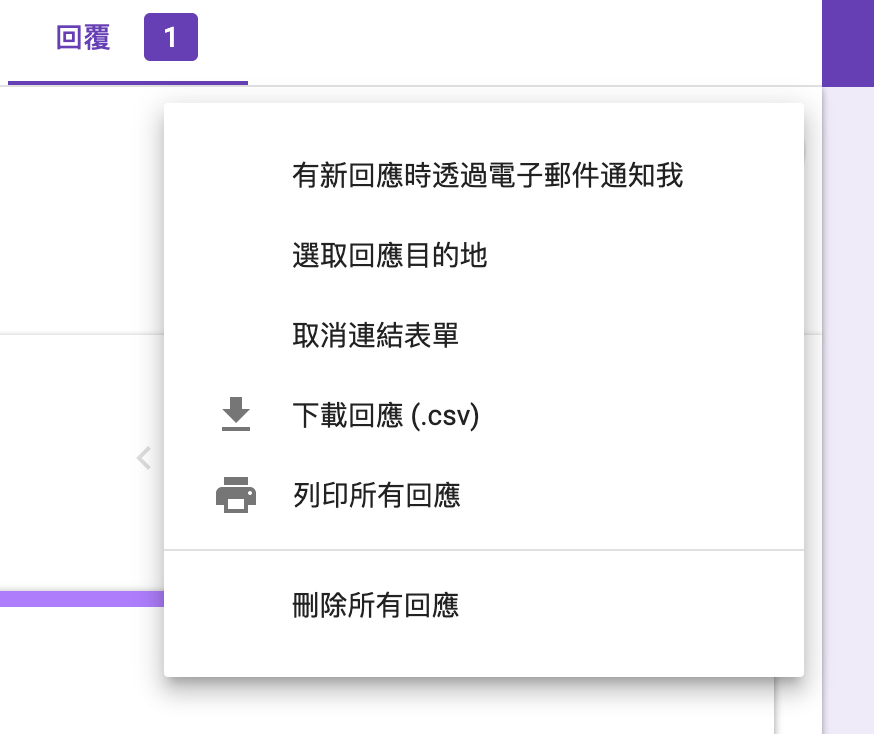 回覆 1
有新回應時透過電子郵件通知我
選取回應目的地
取消連結表單
下載回應 (.csv)
列印所有回應
刪除所有回應